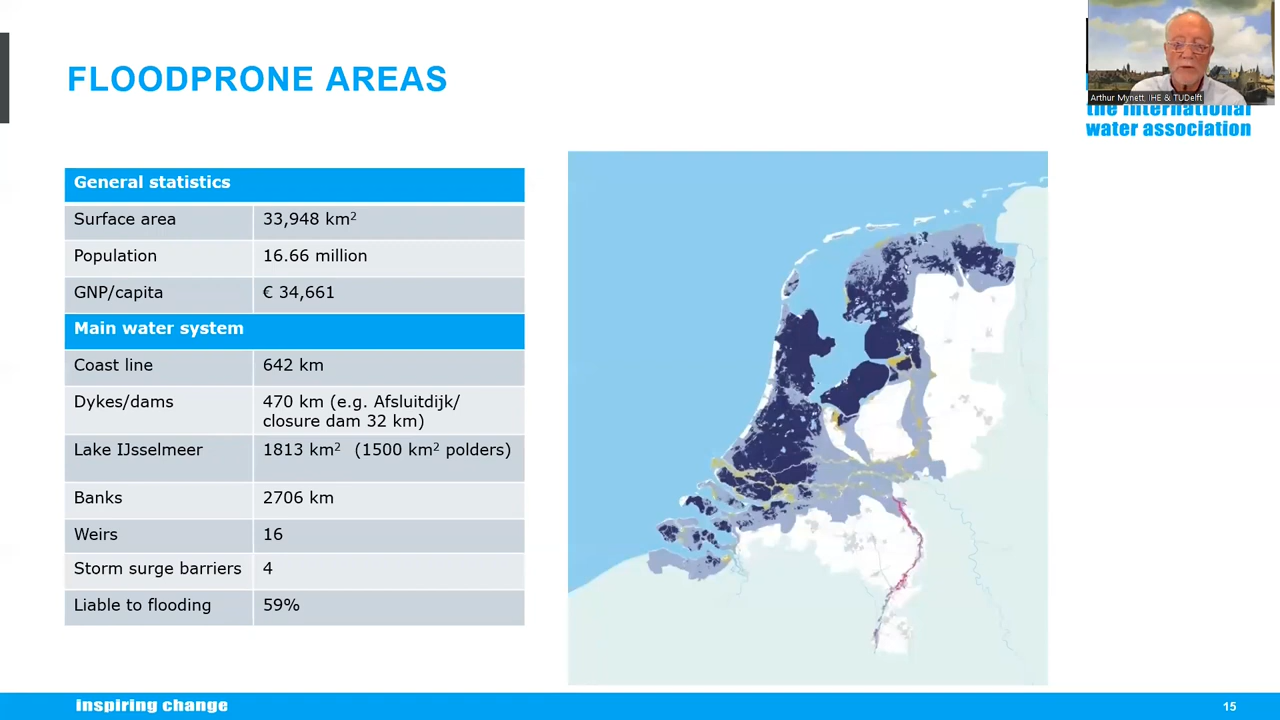 FLOODPRONE AREAS
Arthur Mynett, IHE & TUDelft
the international
water association
General statistics
Surface area 33,948 km²
Population 16.66 million
GNP/capita € 34,661
Main water system
Coast line 642 km
Dykes/dams 470 km (e.g. Afsluitdijk/
closure dam 32 km)
Lake IJsselmeer 1813 km² (1500 km² polders)
Banks 2706 km
Weirs 16
Storm surge barriers 4
Liable to flooding 59%
inspiring change
15